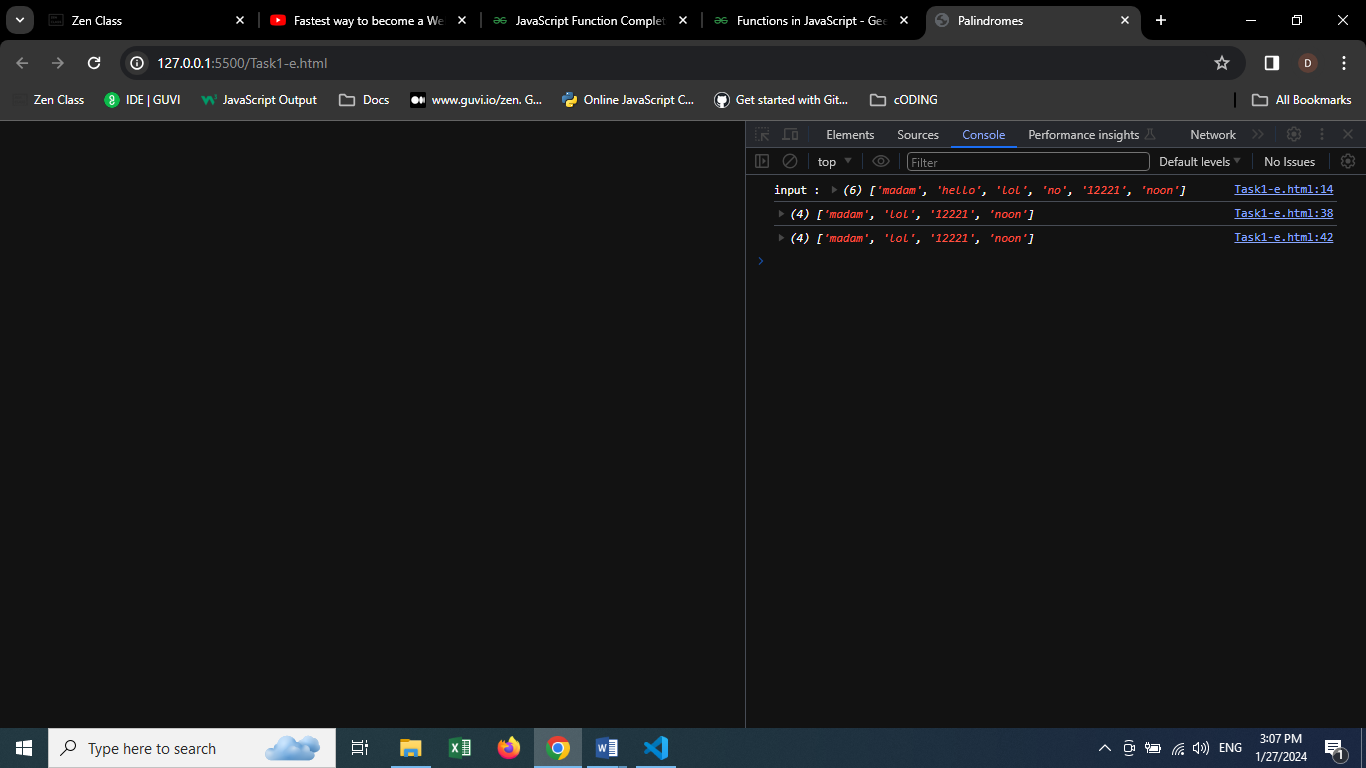 Zen Class
Fastest way to become a We
JavaScript Function Complet
Functions in JavaScript - Gee
Palindromes
127.0.0.1:5500/Task1-e.html
D
Zen Class
IDE | GUVI
JavaScript Output
Docs
www.guvi.io/zen. G...
Online JavaScript C...
Get started with Git...
cODING
All Bookmarks
Elements
Sources
Console
Performance insights
Network
top
Filter
Default levels
No Issues
input : (6) ['madam', 'hello', 'lol', 'no', '12221', 'noon'] Task1-e.html:14
(4) ['madam', 'lol', '12221', 'noon'] Task1-e.html:38
(4) ['madam', 'lol', '12221', 'noon'] Task1-e.html:42
Type here to search
ENG
3:07 PM
1/27/2024
1